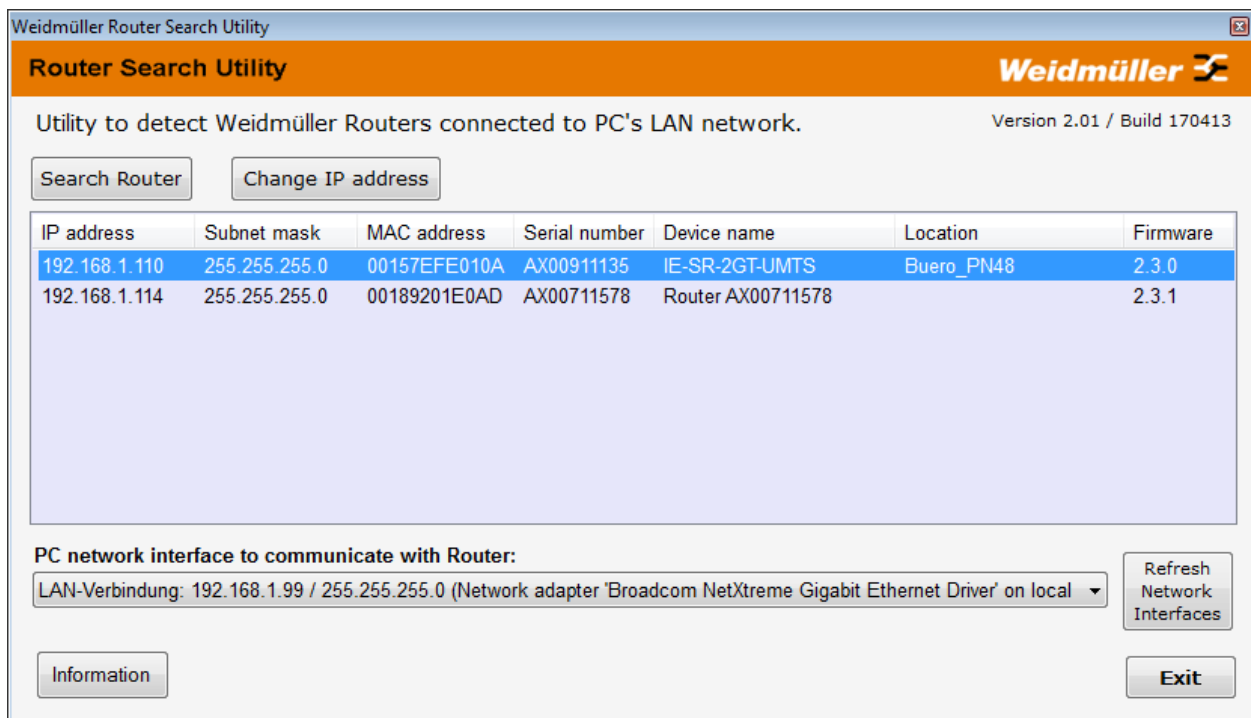 Weidmüller Router Search Utility
Router Search Utility
Weidmüller
Utility to detect Weidmüller Routers connected to PC's LAN network.
Version 2.01 / Build 170413
Search Router
Change IP address
IP address Subnet mask MAC address Serial number Device name Location Firmware
192.168.1.110 255.255.255.0 00157EFE010A AX00911135 IE-SR-2GT-UMTS Buero_PN48 2.3.0
192.168.1.114 255.255.255.0 00189201E0AD AX00711578 Router AX00711578 2.3.1
PC network interface to communicate with Router:
LAN-Verbindung: 192.168.1.99 / 255.255.255.0 (Network adapter 'Broadcom NetXtreme Gigabit Ethernet Driver' on local
Refresh
Network
Interfaces
Information
Exit